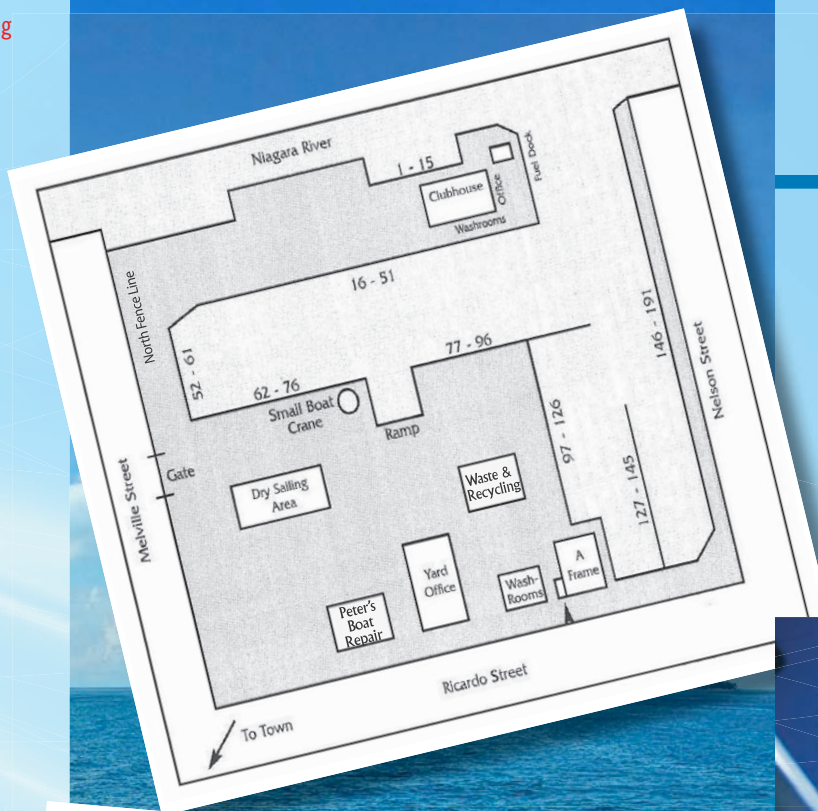 g
Niagara River
1 - 15
Fuel Dock
Clubhouse
Office
Washrooms
16 - 51
North Fence Line
146 - 191
77 - 96
52 - 61
62 - 76
Small Boat
Crane
Nelson Street
Ramp
97 - 126
Gate
Waste &
Recycling
127 - 145
Melville Street
Dry Sailing
Area
A
Frame
Yard
Office
Wash-
Rooms
Peter's
Boat
Repair
Ricardo Street
To Town